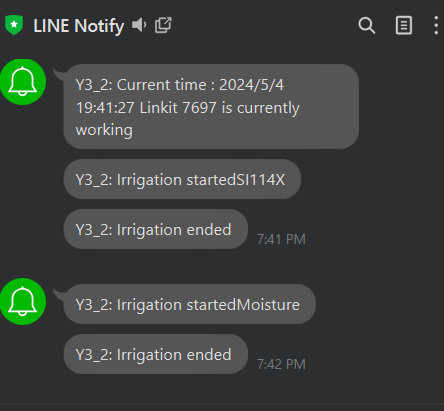 LINE Notify
Y3_2: Current time : 2024/5/4
19:41:27 Linkit 7697 is currently
working
Y3_2: Irrigation startedSI114X
Y3_2: Irrigation ended
7:41 PM
Y3_2: Irrigation startedMoisture
Y3_2: Irrigation ended
7:42 PM